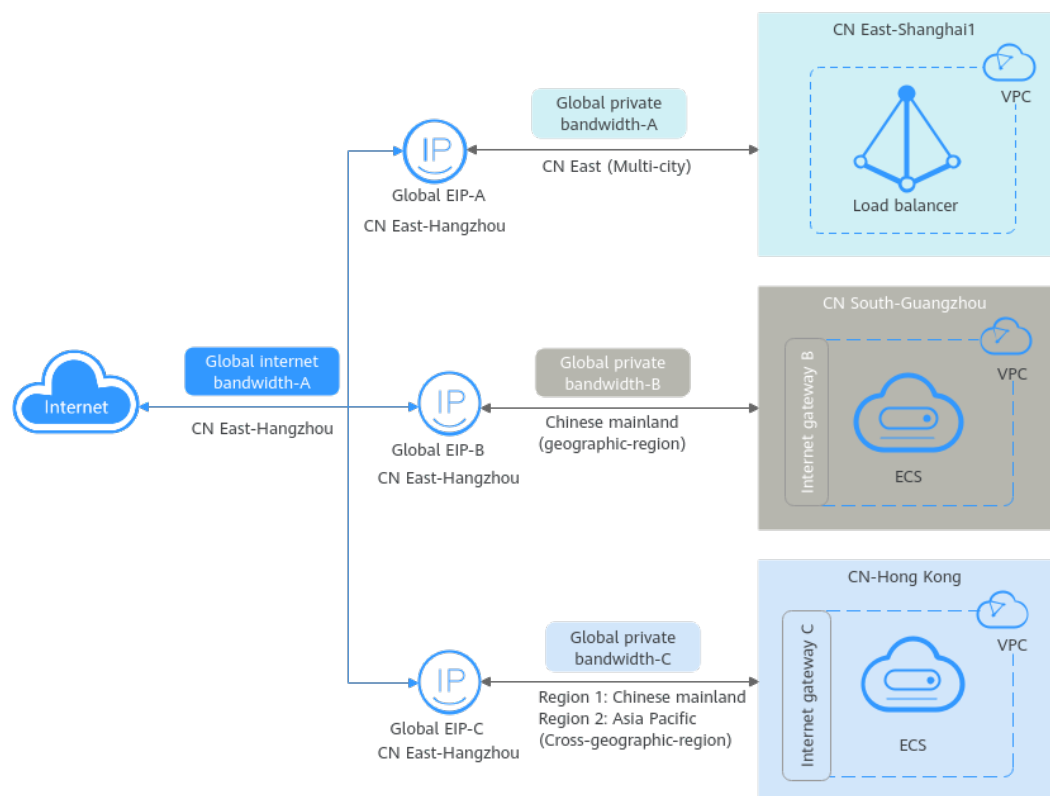 CN East-Shanghai1
VPC
Load balancer
Global private
bandwidth-A
CN East (Multi-city)
IP
Global EIP-A
CN East-Hangzhou
Internet
Global internet
bandwidth-A
CN East-Hangzhou
IP
Global EIP-B
CN East-Hangzhou
Global private
bandwidth-B
Chinese mainland
(geographic-region)
CN South-Guangzhou
VPC
Internet gateway B
ECS
IP
Global EIP-C
CN East-Hangzhou
Global private
bandwidth-C
Region 1: Chinese mainland
Region 2: Asia Pacific
(Cross-geographic-region)
CN-Hong Kong
VPC
Internet gateway C
ECS